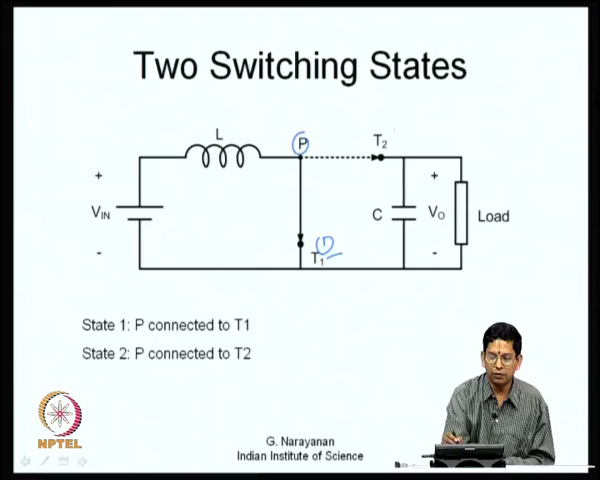 Two Switching States
L
P
T2
+
+
VIN
C
VO
Load
-
-
1
T1
State 1: P connected to T1
State 2: P connected to T2
NPTEL
G. Narayanan
Indian Institute of Science